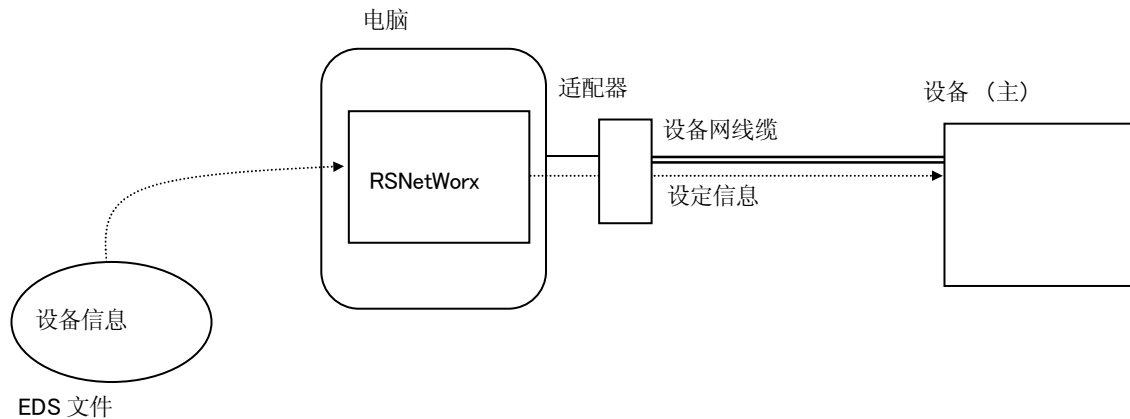 电脑
适配器
设备 (主)
设备网线缆
RSNetWorx
设定信息
设备信息
EDS 文件